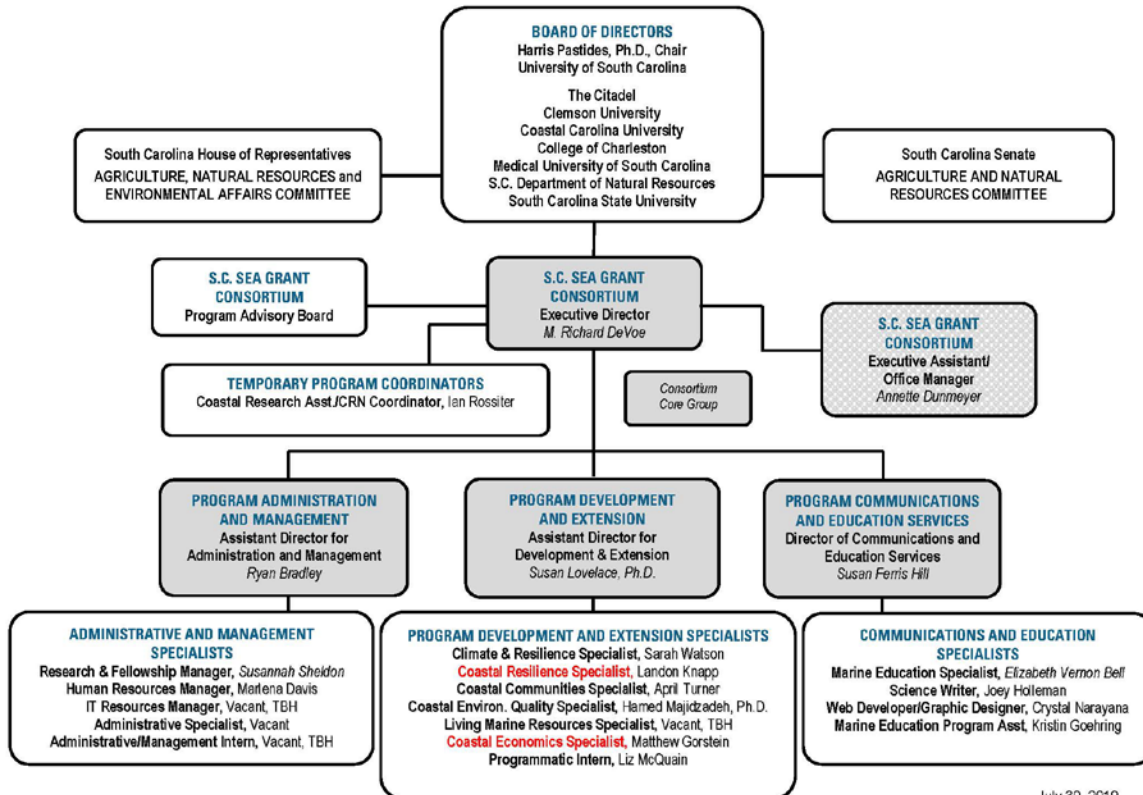 BOARD OF DIRECTORS
Harris Pastides, Ph.D., Chair
University of South Carolina
The Citadel
Clemson University
Coastal Carolina University
College of Charleston
Medical University of South Carolina
S.C. Department of Natural Resources
South Carolina State University
South Carolina House of Representatives
AGRICULTURE, NATURAL RESOURCES and
ENVIRONMENTAL AFFAIRS COMMITTEE
South Carolina Senate
AGRICULTURE AND NATURAL
RESOURCES COMMITTEE
S.C. SEA GRANT
CONSORTIUM
Program Advisory Board
S.C. SEA GRANT
CONSORTIUM
Executive Director
M. Richard DeVoe
S.C. SEA GRANT
CONSORTIUM
Executive Assistant/
Office Manager
Annette Dunmeyer
TEMPORARY PROGRAM COORDINATORS
Coastal Research Asst./CRN Coordinator, Ian Rossiter
Consortium
Core Group
PROGRAM ADMINISTRATION
AND MANAGEMENT
Assistant Director for
Administration and Management
Ryan Bradley
PROGRAM DEVELOPMENT
AND EXTENSION
Assistant Director for
Development & Extension
Susan Lovelace, Ph.D.
PROGRAM COMMUNICATIONS
AND EDUCATION SERVICES
Director of Communications and
Education Services
Susan Ferris Hill
ADMINISTRATIVE AND MANAGEMENT
SPECIALISTS
Research & Fellowship Manager, Susannah Sheldon
Human Resources Manager, Marlena Davis
IT Resources Manager, Vacant, TBH
Administrative Specialist, Vacant
Administrative/Management Intern, Vacant, TBH
PROGRAM DEVELOPMENT AND EXTENSION SPECIALISTS
Climate & Resilience Specialist, Sarah Watson
Coastal Resilience Specialist, Landon Knapp
Coastal Communities Specialist, April Turner
Coastal Environ. Quality Specialist, Hamed Majidzadeh, Ph.D.
Living Marine Resources Specialist, Vacant, TBH
Coastal Economics Specialist, Matthew Gorstein
Programmatic Intern, Liz McQuain
COMMUNICATIONS AND EDUCATION
SPECIALISTS
Marine Education Specialist, Elizabeth Vernon Bell
Science Writer, Joey Holleman
Web Developer/Graphic Designer, Crystal Narayana
Marine Education Program Asst, Kristin Goehring